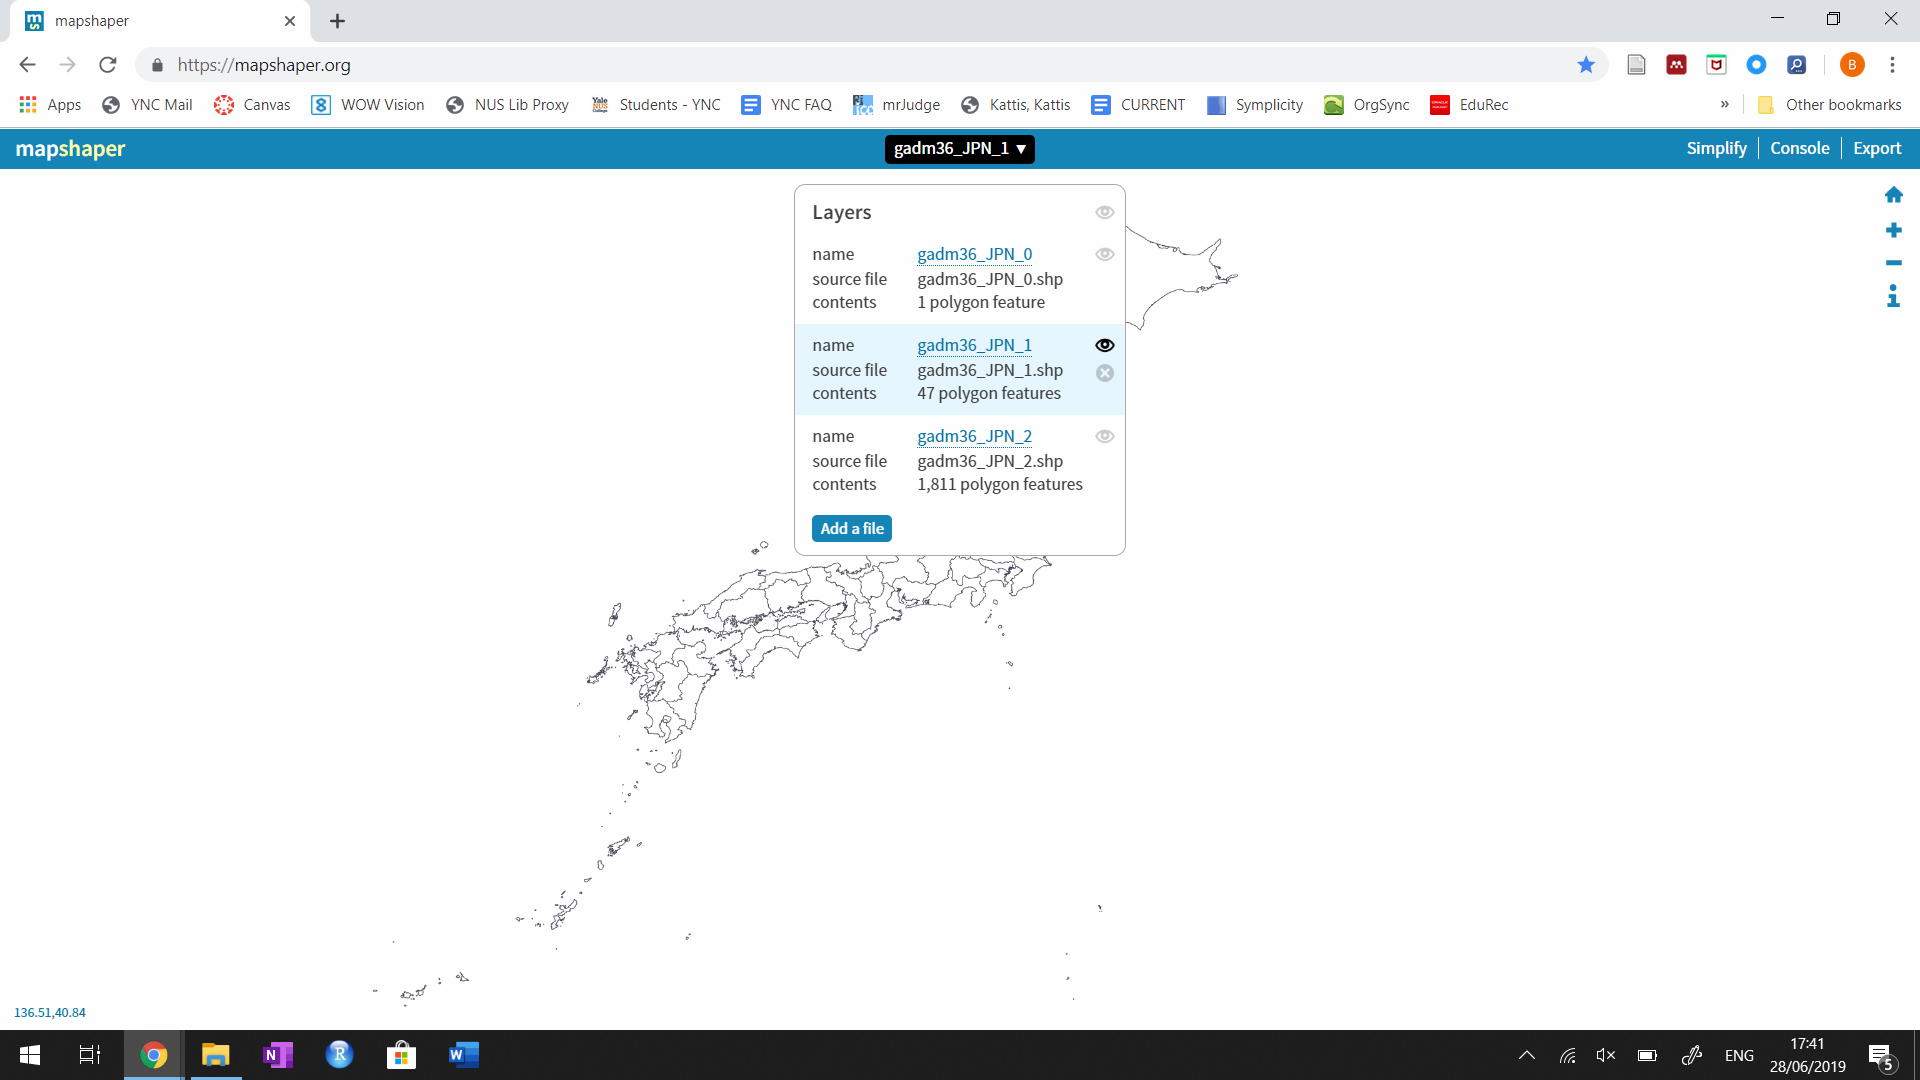 mapshaper
https://mapshaper.org
B
Apps YNC Mail Canvas WOW Vision NUS Lib Proxy Students - YNC YNC FAQ mrJudge Kattis, Kattis CURRENT Symplicity OrgSync EduRec » Other bookmarks
mapshaper gadm36_JPN_1 ▼ Simplify Console Export
Layers
name gadm36_JPN_0
source file gadm36_JPN_0.shp
contents 1 polygon feature
name gadm36_JPN_1
source file gadm36_JPN_1.shp
contents 47 polygon features
name gadm36_JPN_2
source file gadm36_JPN_2.shp
contents 1,811 polygon features
Add a file
136.51,40.84
ENG
17:41
28/06/2019
5